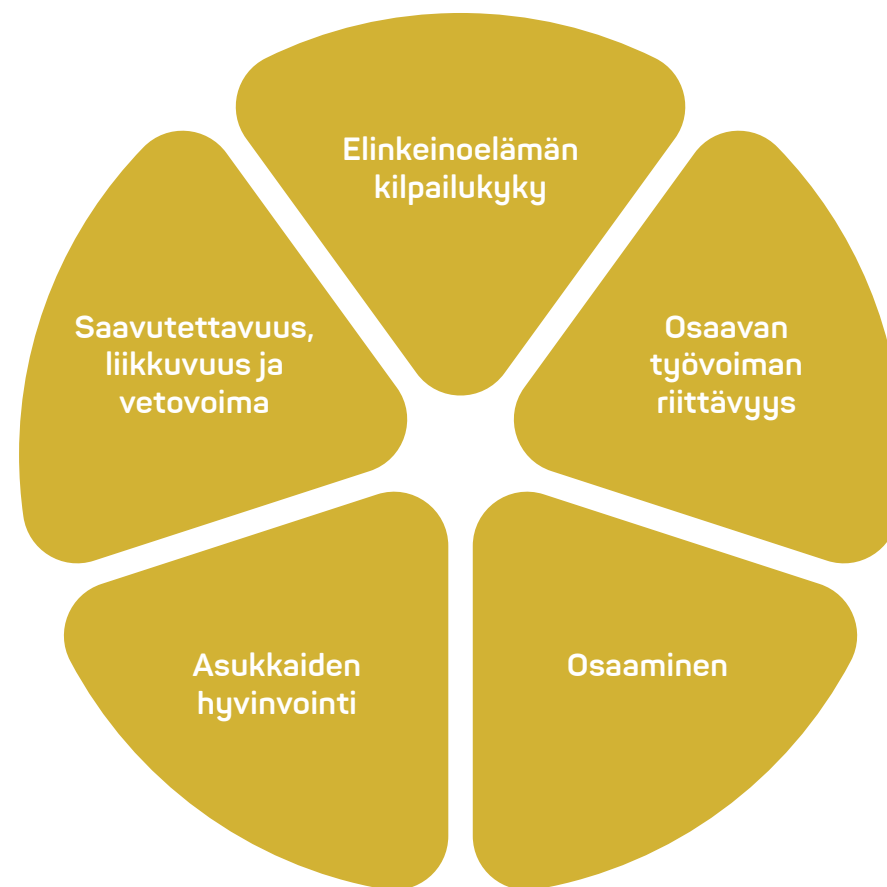 Elinkeinoelämän
kilpailukyky
Osaavan
työvoiman
riittävyys
Osaaminen
Asukkaiden
hyvinvointi
Saavutettavuus,
liikkuvuus ja
vetovoima